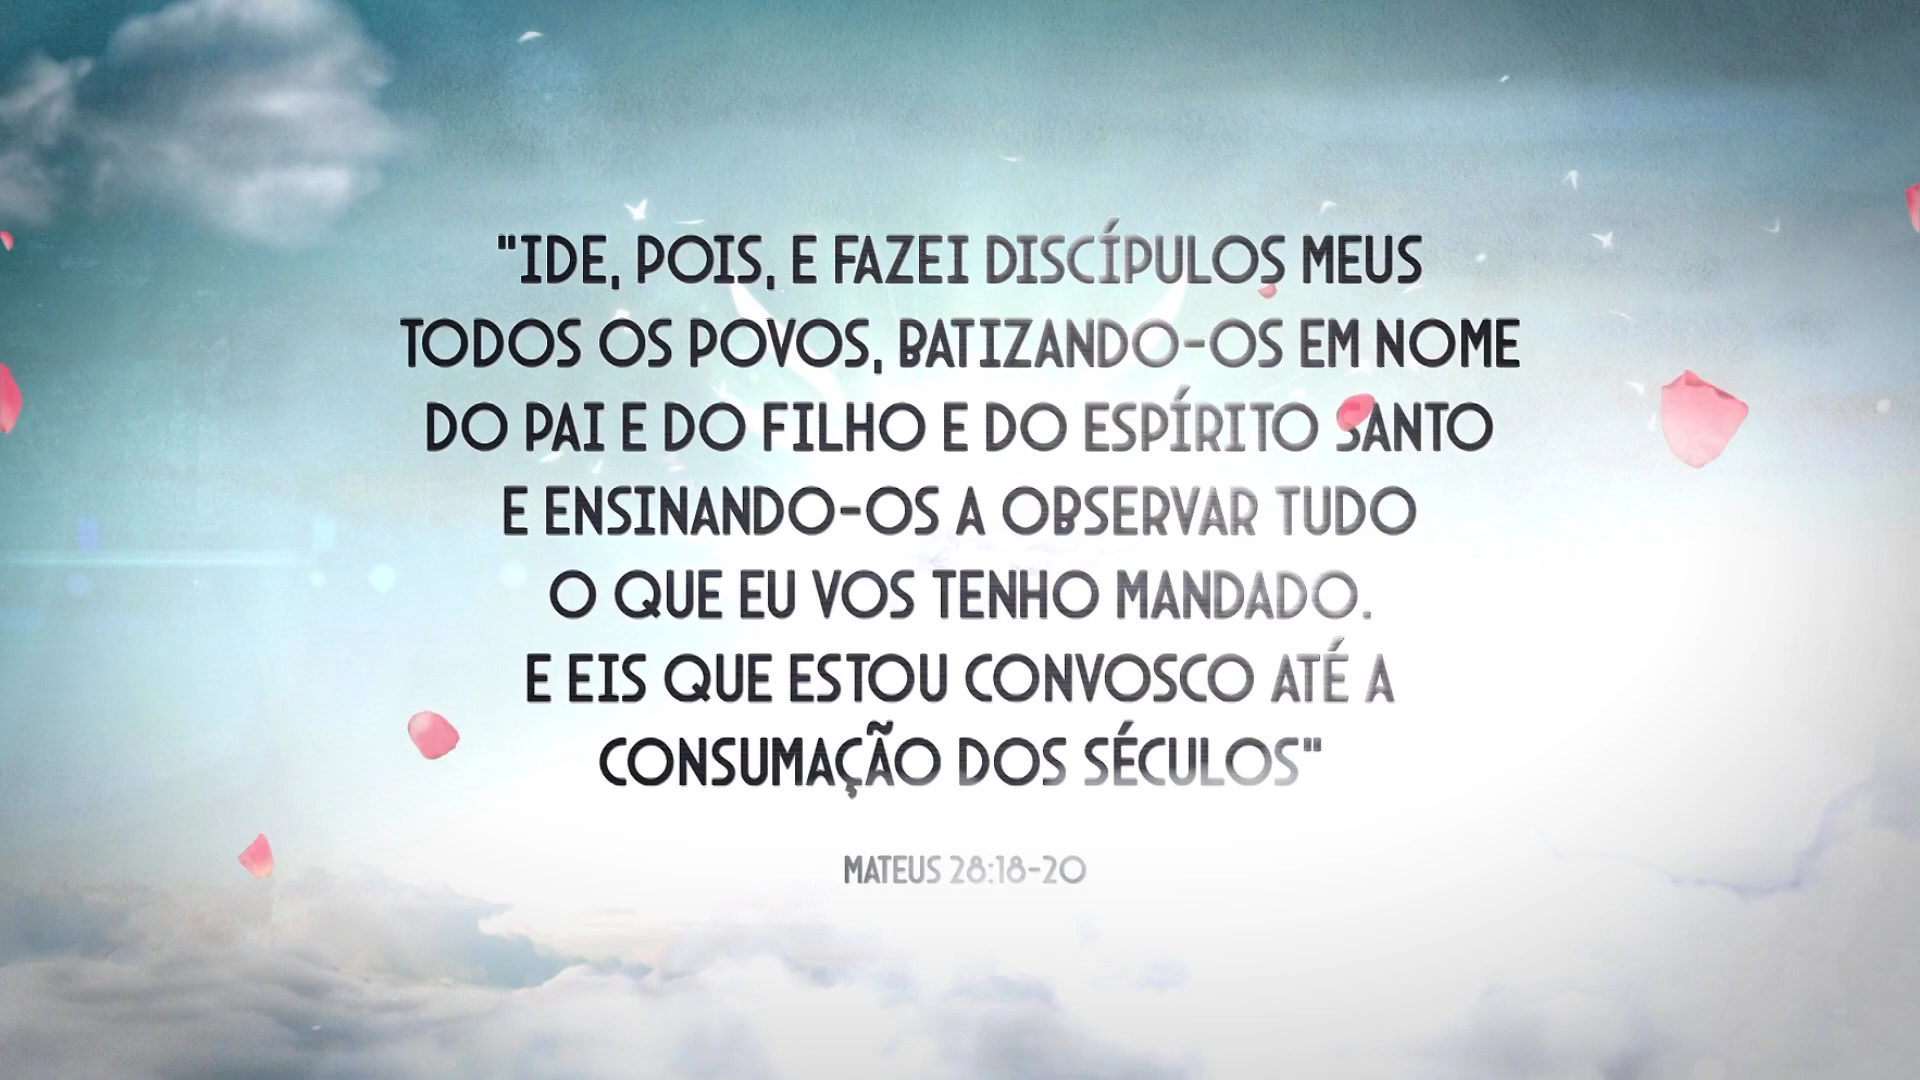 "IDE, POIS, E FAZEI DISCÍPULOS MEUS
TODOS OS POVOS, BATIZANDO-OS EM NOME
DO PAI E DO FILHO E DO ESPÍRITO SANTO
E ENSINANDO-OS A OBSERVAR TUDO
O QUE EU VOS TENHO MANDADO.
E EIS QUE ESTOU CONVOSCO ATÉ A
CONSUMAÇÃO DOS SÉCULOS"
MATEUS 28:18-20